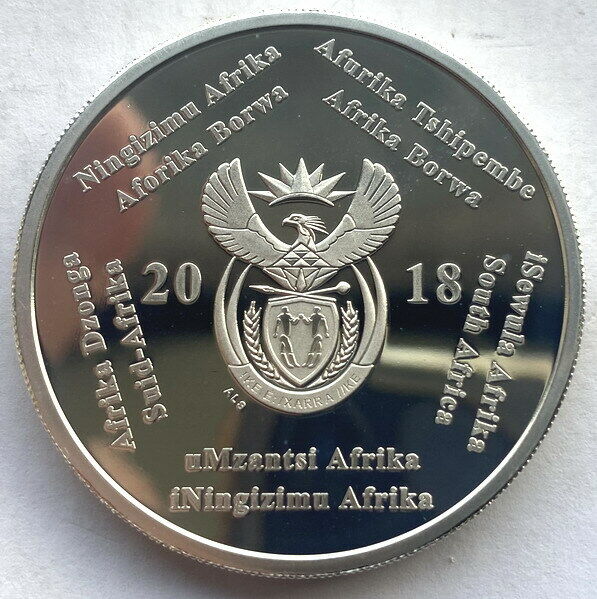 Ningizimu Afrika
Aforika Borwa
Afurika Tshipembe
Afrika Borwa
iSewula Afrika
South Africa
uMzantsi Afrika
iNingizimu Afrika
Afrika Dzonga
Suid-Afrika
20 18
!KE E: /XARRA //KE
ALS